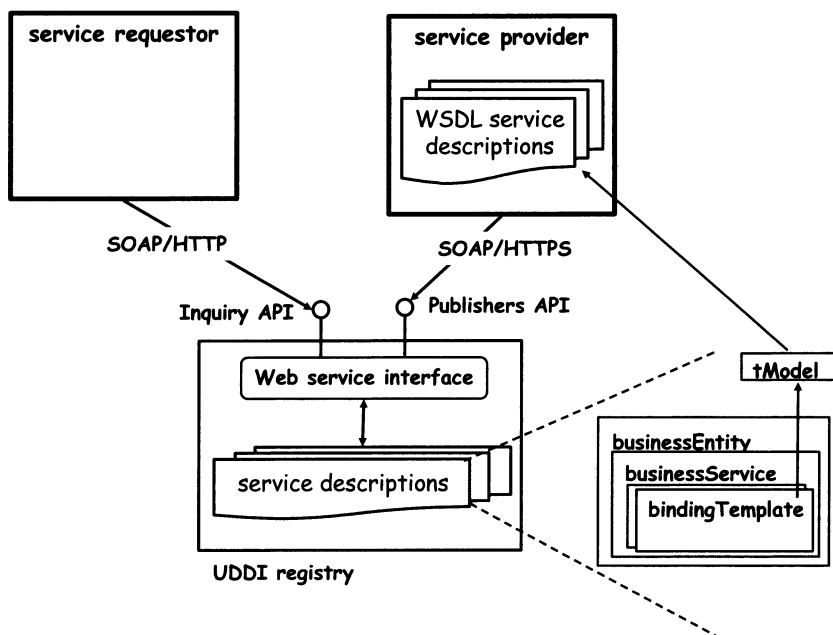 service requestor
service provider
WSDL service
descriptions
SOAP/HTTP
SOAP/HTTPS
Inquiry API
Publishers API
Web service interface
tModel
businessEntity
businessService
bindingTemplate
service descriptions
UDDI registry